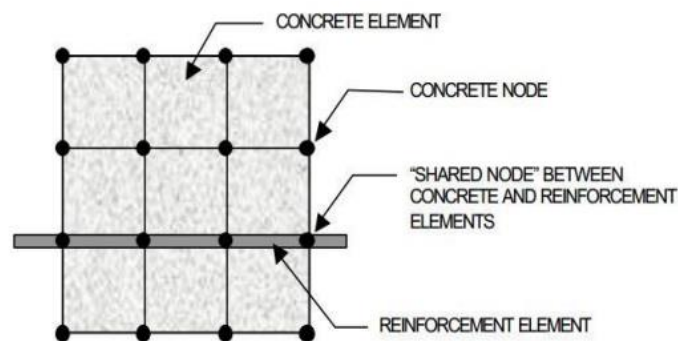 CONCRETE ELEMENT
CONCRETE NODE
"SHARED NODE" BETWEEN
CONCRETE AND REINFORCEMENT
ELEMENTS
REINFORCEMENT ELEMENT